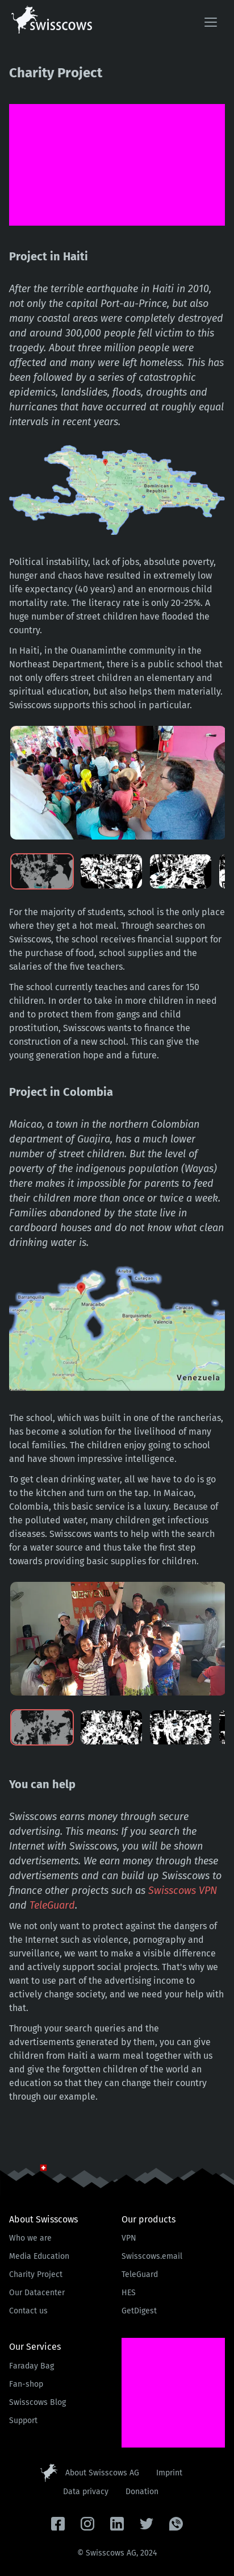 swisscows
Charity Project
Project in Haiti
After the terrible earthquake in Haiti in 2010,
not only the capital Port-au-Prince, but also
many coastal areas were completely destroyed
and around 300,000 people fell victim to this
tragedy. About three million people were
affected and many were left homeless. This has
been followed by a series of catastrophic
epidemics, landslides, floods, droughts and
hurricanes that have occurred at roughly equal
intervals in recent years.
Dominican
Republic
Political instability, lack of jobs, absolute poverty,
hunger and chaos have resulted in extremely low
life expectancy (40 years) and an enormous child
mortality rate. The literacy rate is only 20-25%. A
huge number of street children have flooded the
country.
In Haiti, in the Ouanaminthe community in the
Northeast Department, there is a public school that
not only offers street children an elementary and
spiritual education, but also helps them materially.
Swisscows supports this school in particular.
For the majority of students, school is the only place
where they get a hot meal. Through searches on
Swisscows, the school receives financial support for
the purchase of food, school supplies and the
salaries of the five teachers.
The school currently teaches and cares for 150
children. In order to take in more children in need
and to protect them from gangs and child
prostitution, Swisscows wants to finance the
construction of a new school. This can give the
young generation hope and a future.
Project in Colombia
Maicao, a town in the northern Colombian
department of Guajira, has a much lower
number of street children. But the level of
poverty of the indigenous population (Wayas)
there makes it impossible for parents to feed
their children more than once or twice a week.
Families abandoned by the state live in
cardboard houses and do not know what clean
drinking water is.
Aruba
Barranquilla
Maracaibo
Caracas
Barquisimeto
Valencia
Venezuela
The school, which was built in one of the rancherias,
has become a solution for the livelihood of many
local families. The children enjoy going to school
and have shown impressive intelligence.
To get clean drinking water, all we have to do is go
to the kitchen and turn on the tap. In Maicao,
Colombia, this basic service is a luxury. Because of
the polluted water, many children get infectious
diseases. Swisscows wants to help with the search
for a water source and thus take the first step
towards providing basic supplies for children.
You can help
Swisscows earns money through secure
advertising. This means: If you search the
Internet with Swisscows, you will be shown
advertisements. We earn money through these
advertisements and can build up Swisscows to
finance other projects such as Swisscows VPN
and TeleGuard.
We not only want to protect against the dangers of
the Internet such as violence, pornography and
surveillance, we want to make a visible difference
and actively support social projects. That's why we
want to use part of the advertising income to
actively change society, and we need your help with
that.
Through your search queries and the
advertisements generated by them, you can give
children from Haiti a warm meal together with us
and give the forgotten children of the world an
education so that they can change their country
through our example.
About Swisscows
Our products
Who we are
VPN
Media Education
Swisscows.email
Charity Project
TeleGuard
Our Datacenter
HES
Contact us
GetDigest
Our Services
Faraday Bag
Fan-shop
Swisscows Blog
Support
About Swisscows AG
Imprint
Data privacy
Donation
© Swisscows AG, 2024